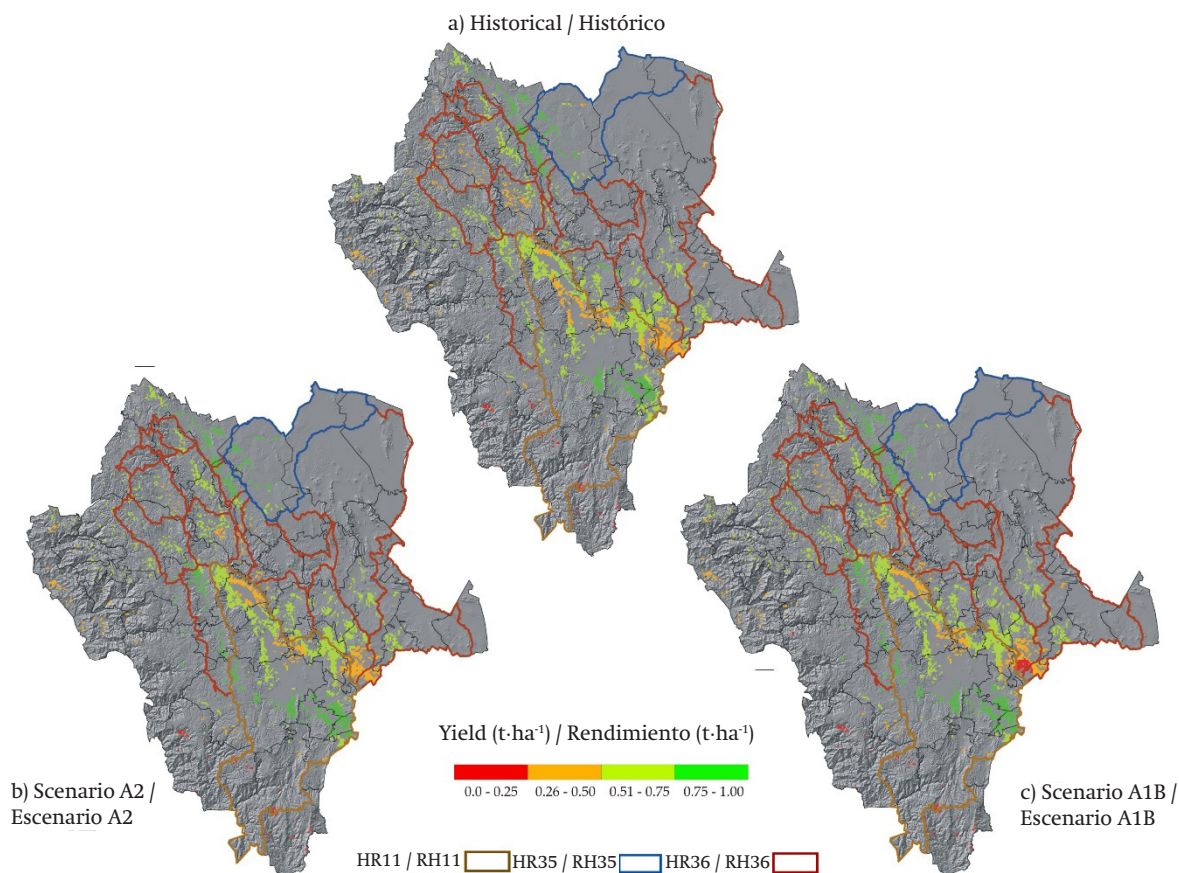 a) Historical / Histórico
Yield (t·ha⁻¹) / Rendimiento (t·ha⁻¹)
0.0 - 0.25 0.26 - 0.50 0.51 - 0.75 0.75 - 1.00
b) Scenario A2 /
Escenario A2
c) Scenario A1B /
Escenario A1B
HR11 / RH11 HR35 / RH35 HR36 / RH36